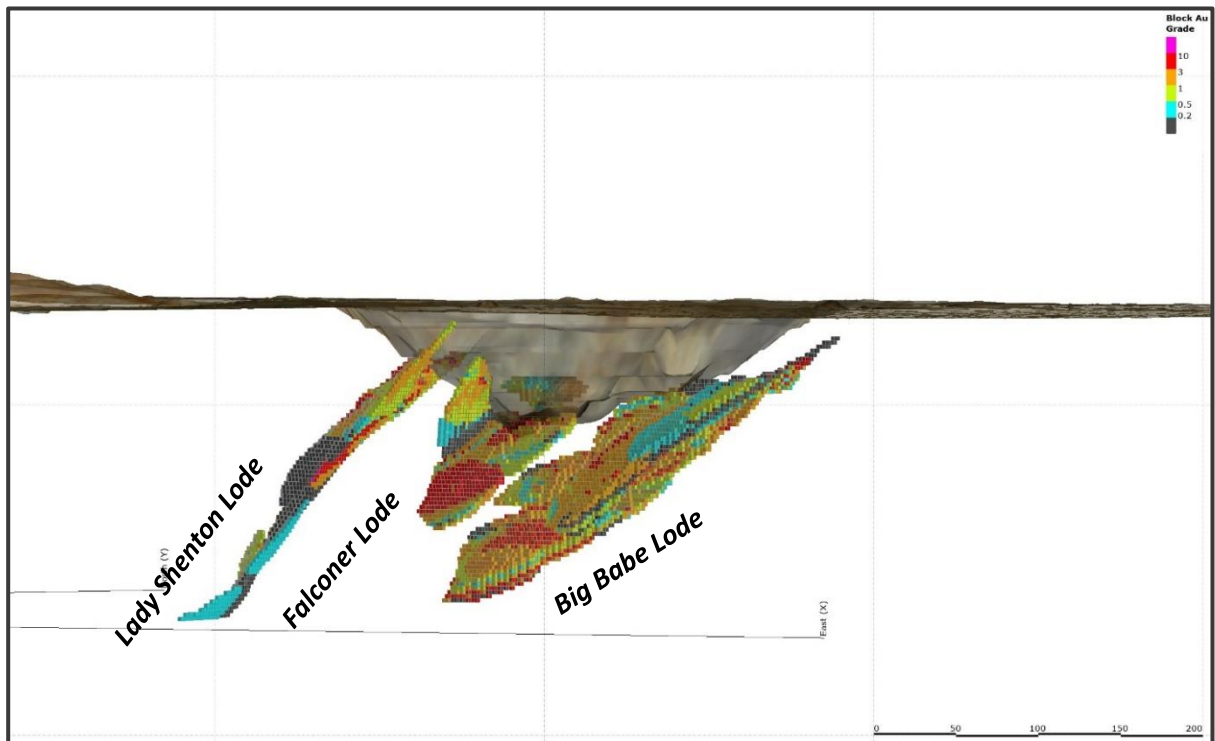 Block Au
Grade
10
3
1
0.5
0.2
Lady Shenton Lode
Falconer Lode
Big Babe Lode
(Y)
East (X)
0 50 100 150 200